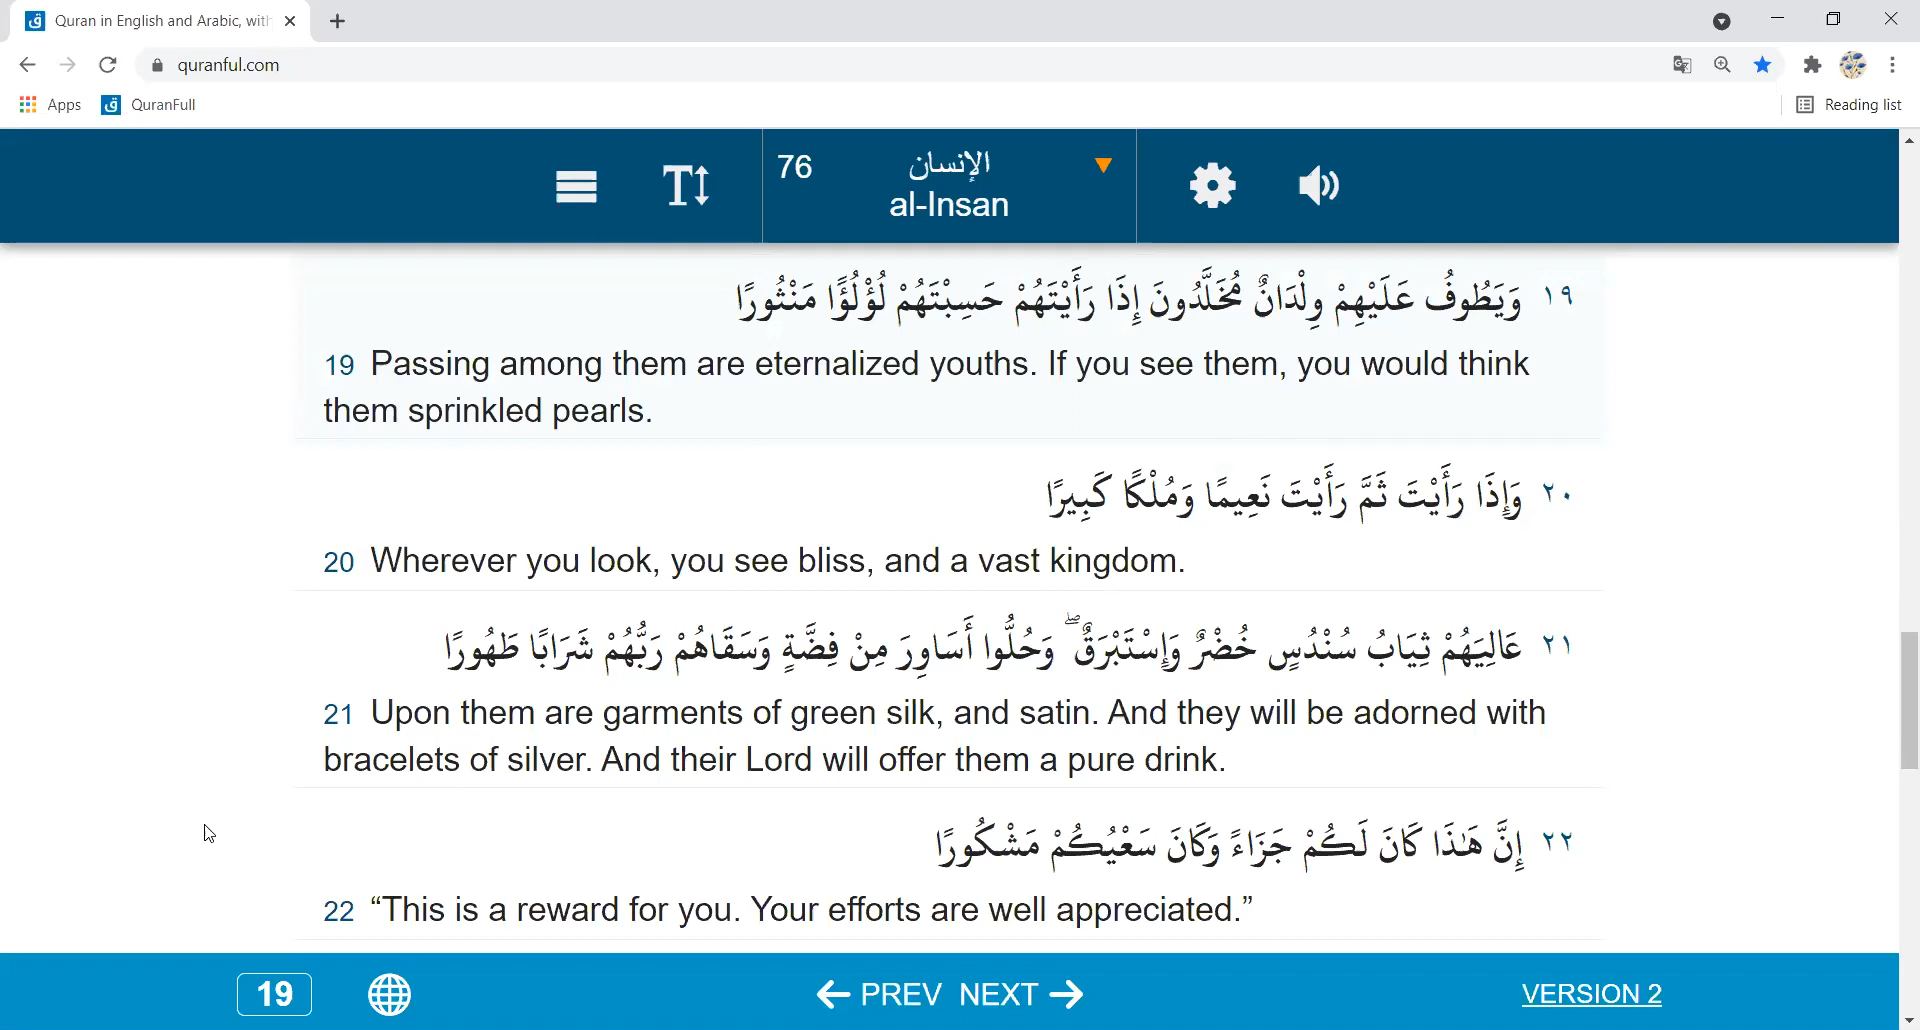 Quran in English and Arabic, with
quranful.com
Apps
QuranFull
Reading list
76
الإنسان
al-Insan
١٩ وَيَطُوفُ عَلَيْهِمْ وِلْدَانٌ مُّخَلَّدُونَ إِذَا رَأَيْتَهُمْ حَسِبْتَهُمْ لُؤْلُؤًا مَنْثُورًا
19 Passing among them are eternalized youths. If you see them, you would think
them sprinkled pearls.
٢٠ وَإِذَا رَأَيْتَ ثَمَّ رَأَيْتَ نَعِيمًا وَمُلْكًا كَبِيرًا
20 Wherever you look, you see bliss, and a vast kingdom.
٢١ عَالِيَهُمْ ثِيَابُ سُنْدُسٍ خُضْرٌ وَإِسْتَبْرَقٌ ۖ وَحُلُّوا أَسَاوِرَ مِنْ فِضَّةٍ وَسَقَاهُمْ رَبُّهُمْ شَرَابًا طَهُورًا
21 Upon them are garments of green silk, and satin. And they will be adorned with
bracelets of silver. And their Lord will offer them a pure drink.
٢٢ إِنَّ هَٰذَا كَانَ لَكُمْ جَزَاءً وَكَانَ سَعْيُكُمْ مَشْكُورًا
22 “This is a reward for you. Your efforts are well appreciated.”
19
PREV NEXT
VERSION 2